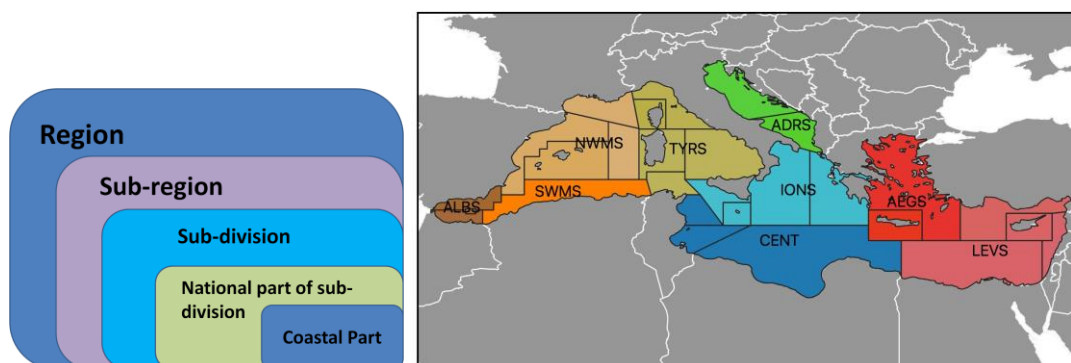 Region
Sub-region
Sub-division
National part of sub-
division
Coastal Part
ADRS
NWMS
TYRS
SWMS
IONS
ALBS
AEGS
CENT
LEVS